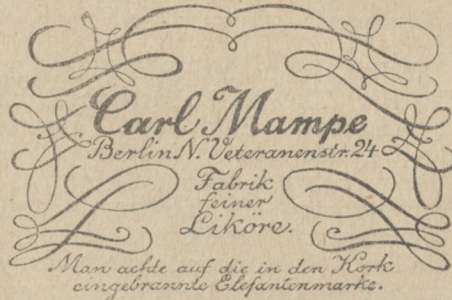 Carl Mampe
Berlin N. Veteranenstr. 24
Fabrik
feiner
Liköre.
Man achte auf die in den Kork
eingebrannte Elefantenmarke.